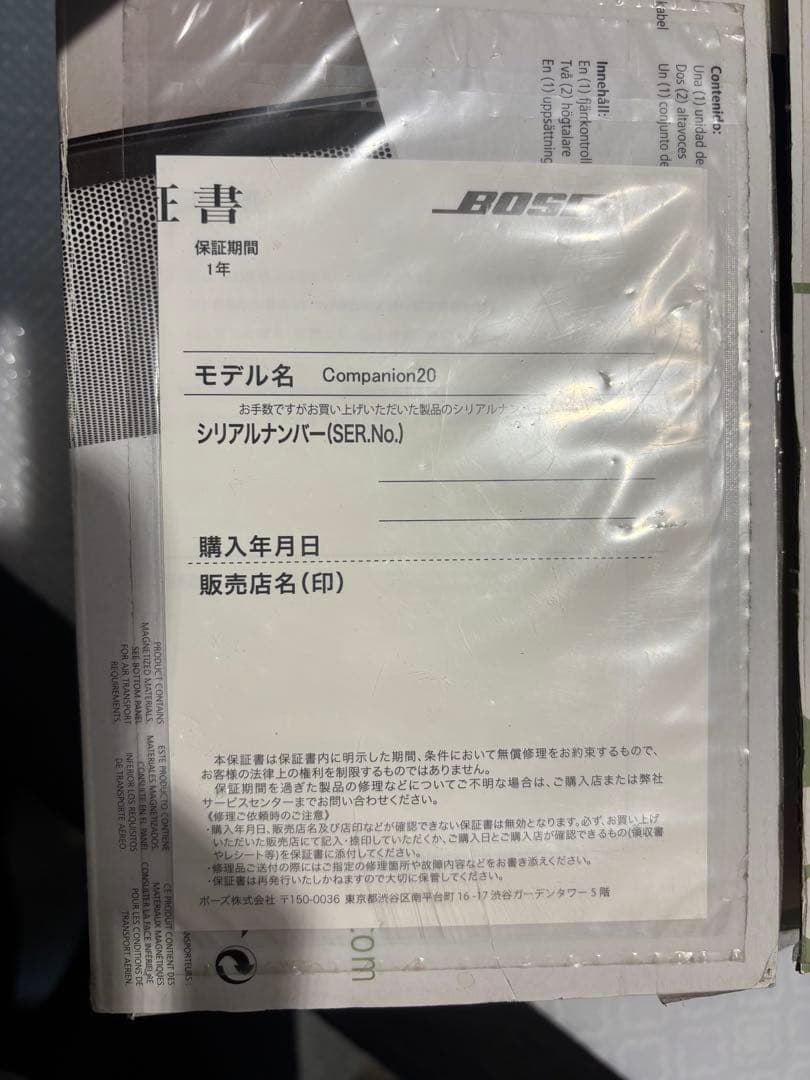 証書
BOSE
保証期間
1年
モデル名 Companion20
お手数ですがお買い上げいただいた製品のシリアルナン
シリアルナンバー(SER.No.)
購入年月日
販売店名(印)
本保証書は保証書内に明示した期間、条件において無償修理をお約束するもので、
お客様の法律上の権利を制限するものではありません。
保証期間を過ぎた製品の修理などについてご不明な場合は、ご購入店または弊社
サービスセンターまでお問い合わせください。
《修理ご依頼時のご注意》
・購入年月日、販売店名及び店印などが確認できない保証書は無効となります。必ず、お買い上げ
いただいた販売店にて記入・捺印していただくか、ご購入日とご購入店が確認できるもの(領収書
やレシート等)を保証書に添付してください。
・修理品ご送付の際にはご指定の修理箇所や故障内容などをお書き添えください。
・保証書は再発行いたしかねますので大切に保管してください。
ボーズ株式会社 〒150-0036 東京都渋谷区南平台町16-17渋谷ガーデンタワー5階
Contenido:
Una (1) unidad de
Dos (2) altavoces
Un (1) conjunto de
kabel
Innehåll:
En (1) fjärrkontroll
Två (2) högtalare
En (1) uppsättning
PRODUCT CONTAINS
MAGNETIZED MATERIALS.
SEE BOTTOM PANEL
FOR AIR TRANSPORT
REQUIREMENTS.
ESTE PRODUCTO CONTIENE
MATERIALES MAGNETIZADOS.
CONSULTE EN EL PANEL
INFERIOR LOS REQUISITOS
DE TRANSPORTE AÉREO
CE PRODUIT CONTIENT DES
MATÉRIAUX MAGNÉTIQUES.
CONSULTER LA FACE INFÉRIEURE
POUR LES CONDITIONS DE
TRANSPORT AÉRIEN.
NSPORTEURS
.com